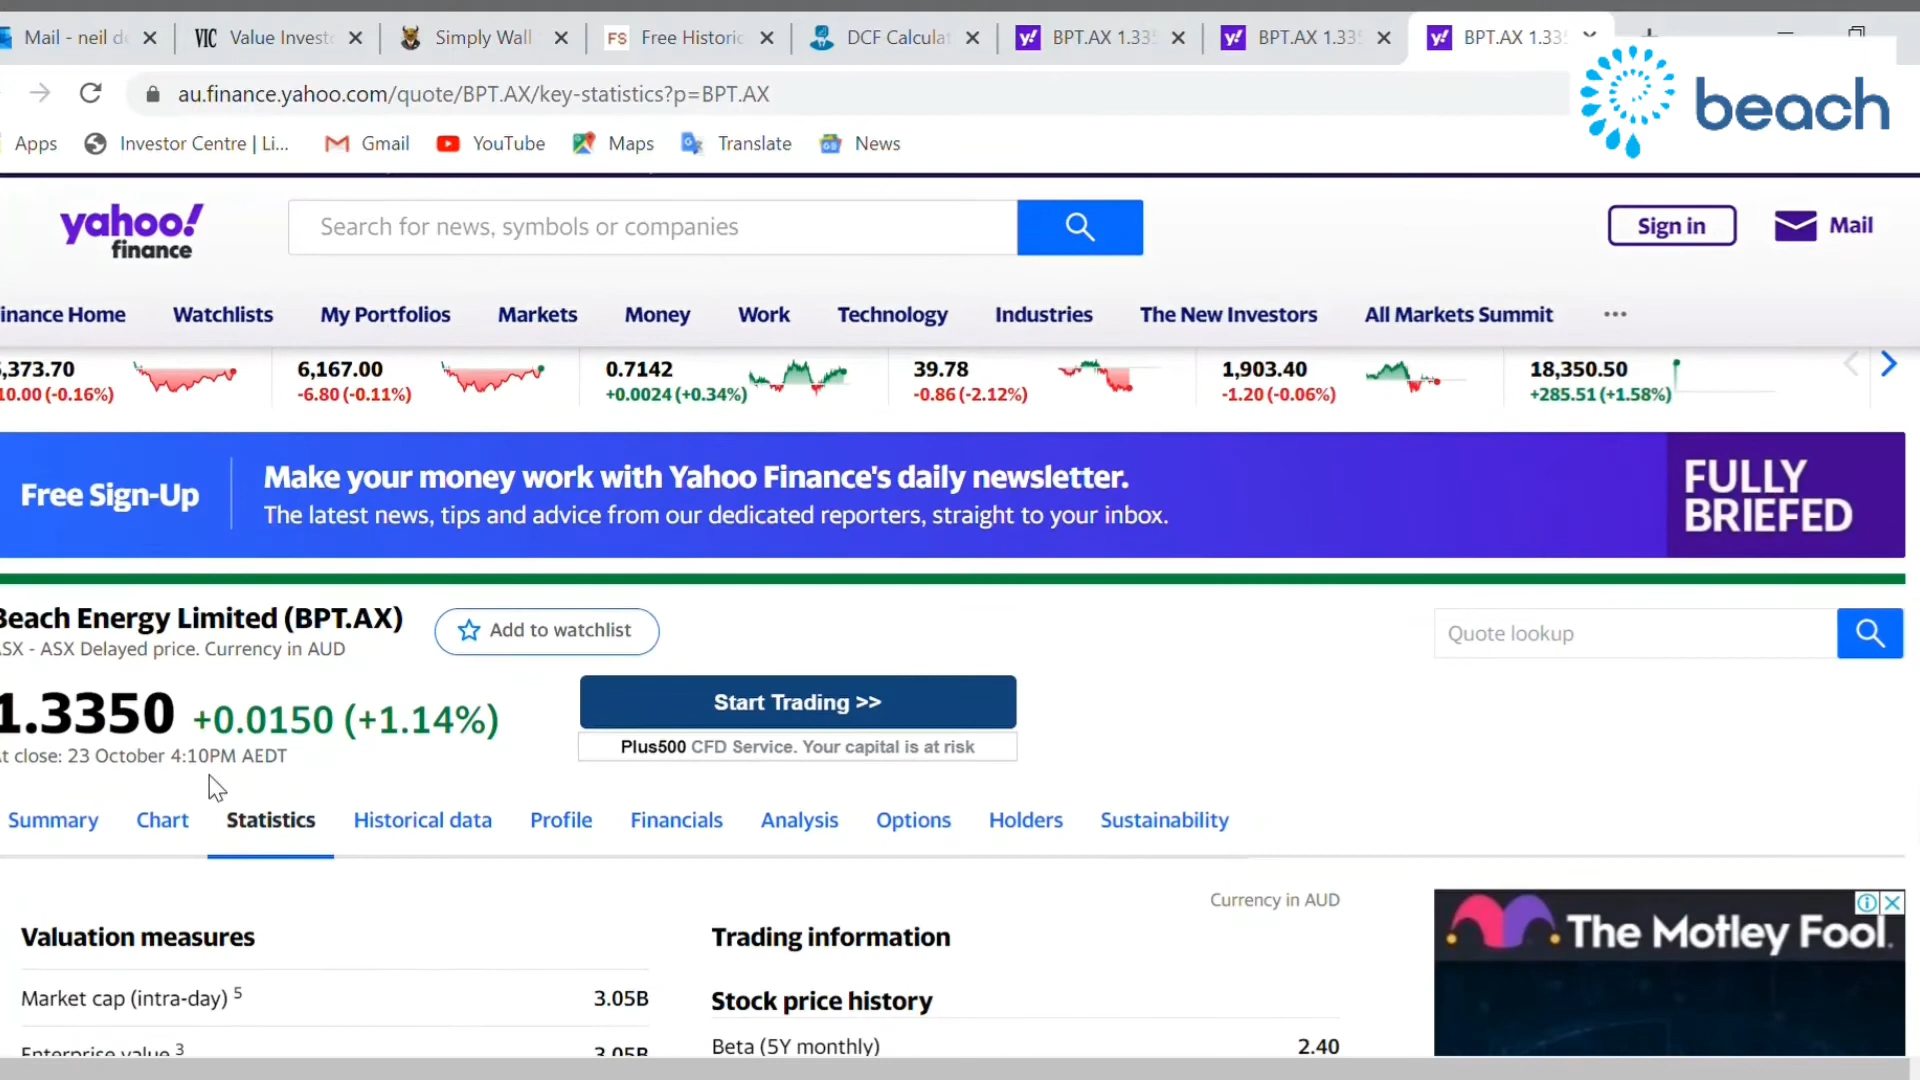 Mail - neil d
VIC Value Invest
Simply Wall
FS Free Historic
DCF Calculat
y! BPT.AX 1.335
y! BPT.AX 1.335
y! BPT.AX 1.33
au.finance.yahoo.com/quote/BPT.AX/key-statistics?p=BPT.AX
beach
Apps
Investor Centre | Li...
Gmail
YouTube
Maps
Translate
News
yahoo!
finance
Search for news, symbols or companies
Sign in
Mail
inance Home
Watchlists
My Portfolios
Markets
Money
Work
Technology
Industries
The New Investors
All Markets Summit
,373.70
10.00 (-0.16%)
6,167.00
-6.80 (-0.11%)
0.7142
+0.0024 (+0.34%)
39.78
-0.86 (-2.12%)
1,903.40
-1.20 (-0.06%)
18,350.50
+285.51 (+1.58%)
Free Sign-Up
Make your money work with Yahoo Finance's daily newsletter.
The latest news, tips and advice from our dedicated reporters, straight to your inbox.
FULLY
BRIEFED
Beach Energy Limited (BPT.AX)
SX - ASX Delayed price. Currency in AUD
Add to watchlist
Quote lookup
1.3350 +0.0150 (+1.14%)
t close: 23 October 4:10PM AEDT
Start Trading >>
Plus500 CFD Service. Your capital is at risk
Summary
Chart
Statistics
Historical data
Profile
Financials
Analysis
Options
Holders
Sustainability
Currency in AUD
Valuation measures
Market cap (intra-day) 5 3.05B
Enterprise value 3 3.05B
Trading information
Stock price history
Beta (5Y monthly) 2.40
The Motley Fool.